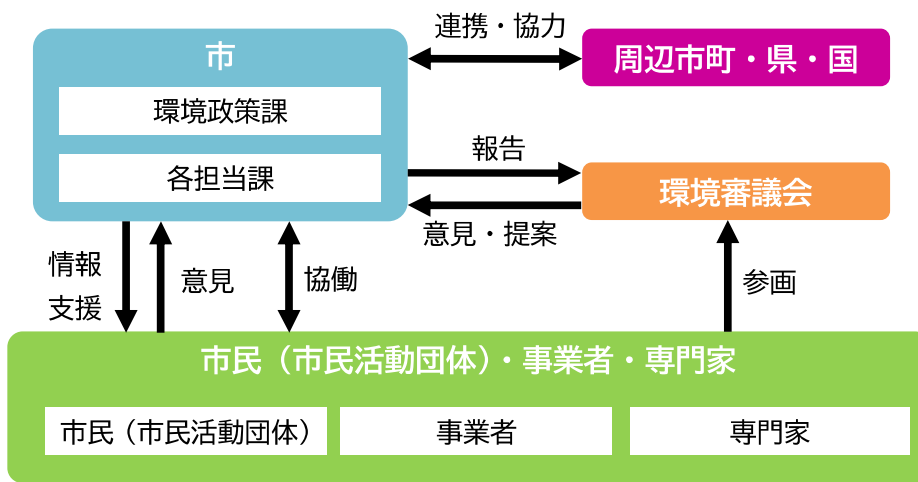 連携・協力
市
周辺市町・県・国
環境政策課
報告
各担当課
環境審議会
意見・提案
情報
支援
意見
協働
参画
市民（市民活動団体）・事業者・専門家
市民（市民活動団体）
事業者
専門家